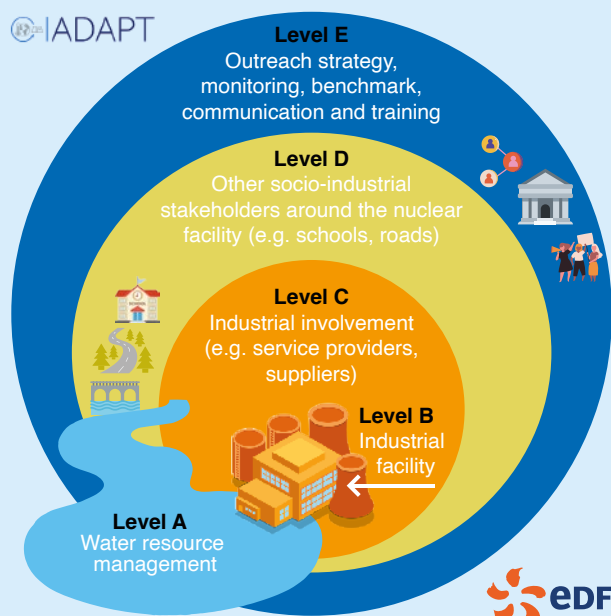 ADAPT
Level E
Outreach strategy,
monitoring, benchmark,
communication and training
Level D
Other socio-industrial
stakeholders around the nuclear
facility (e.g. schools, roads)
Level C
Industrial involvement
(e.g. service providers,
suppliers)
Level B
Industrial
facility
Level A
Water resource
management
eDF